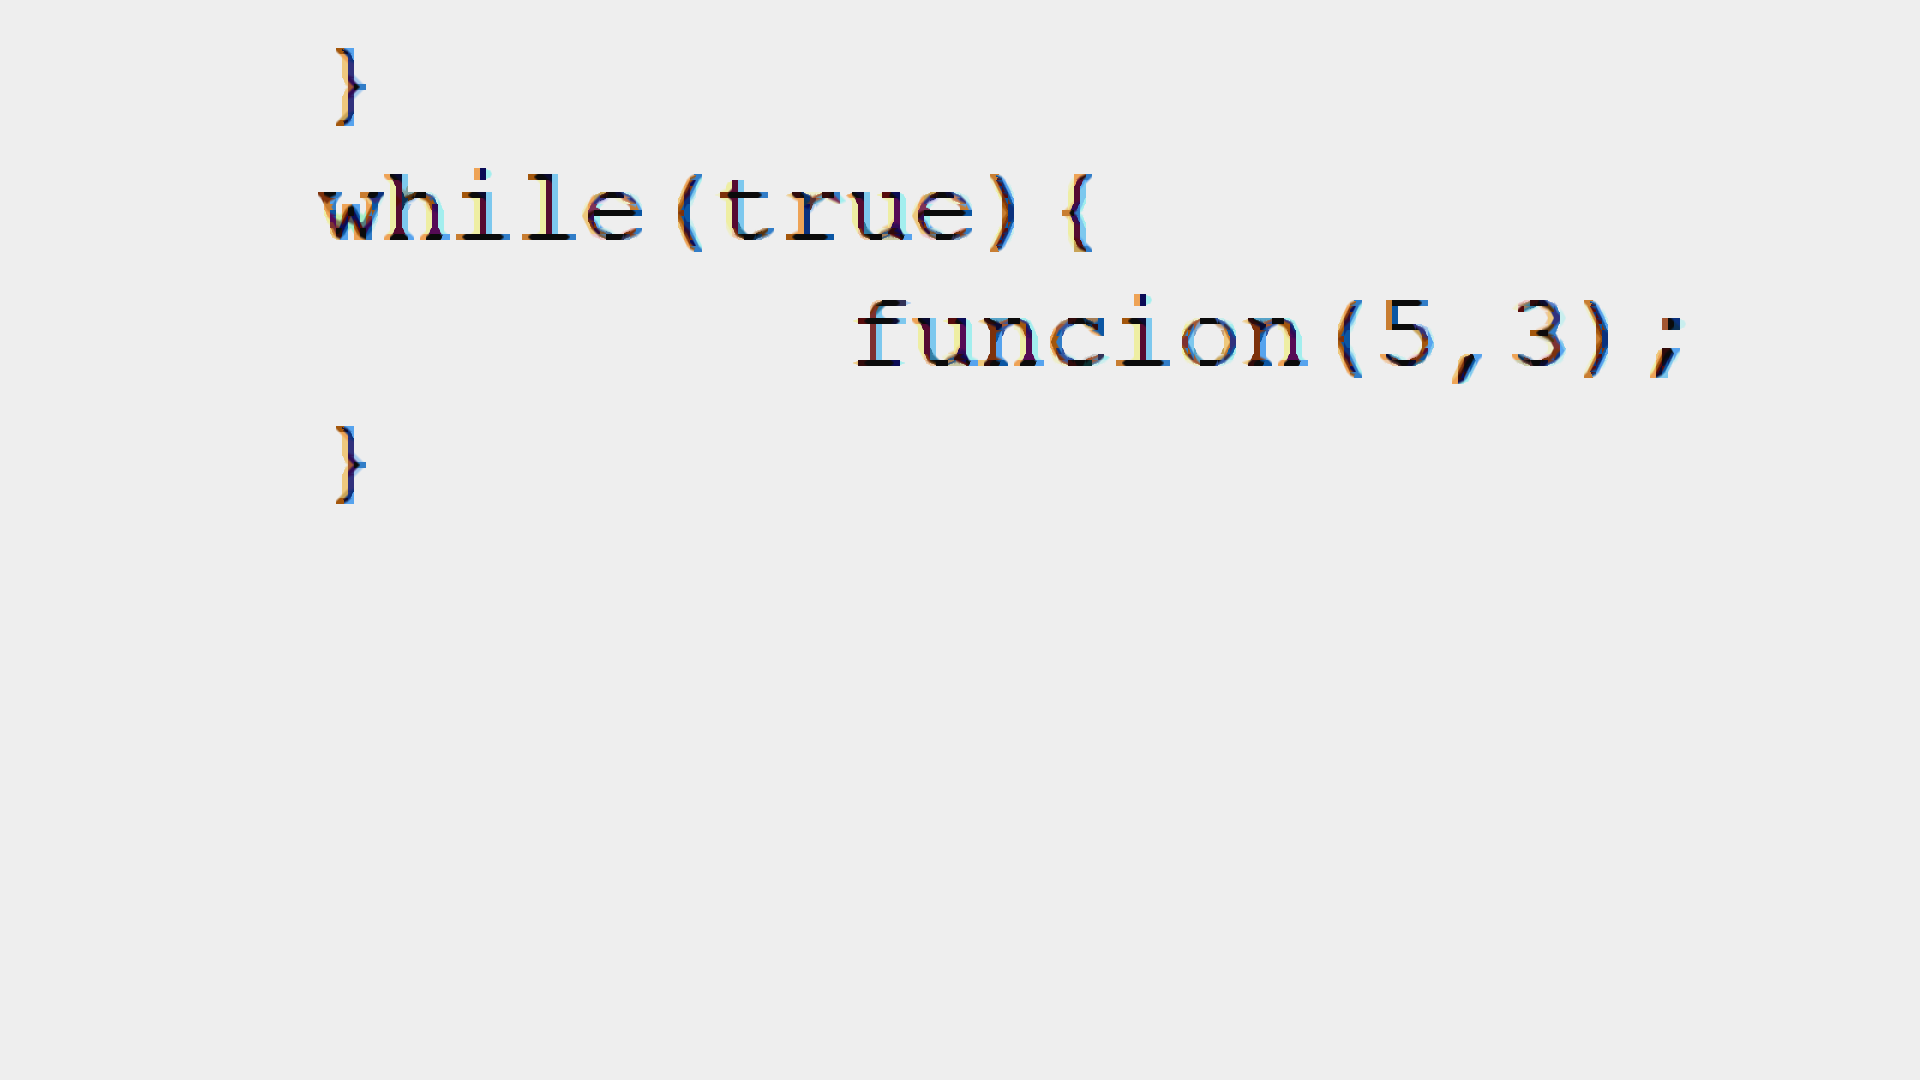 }
while(true){
funcion(5,3);
}